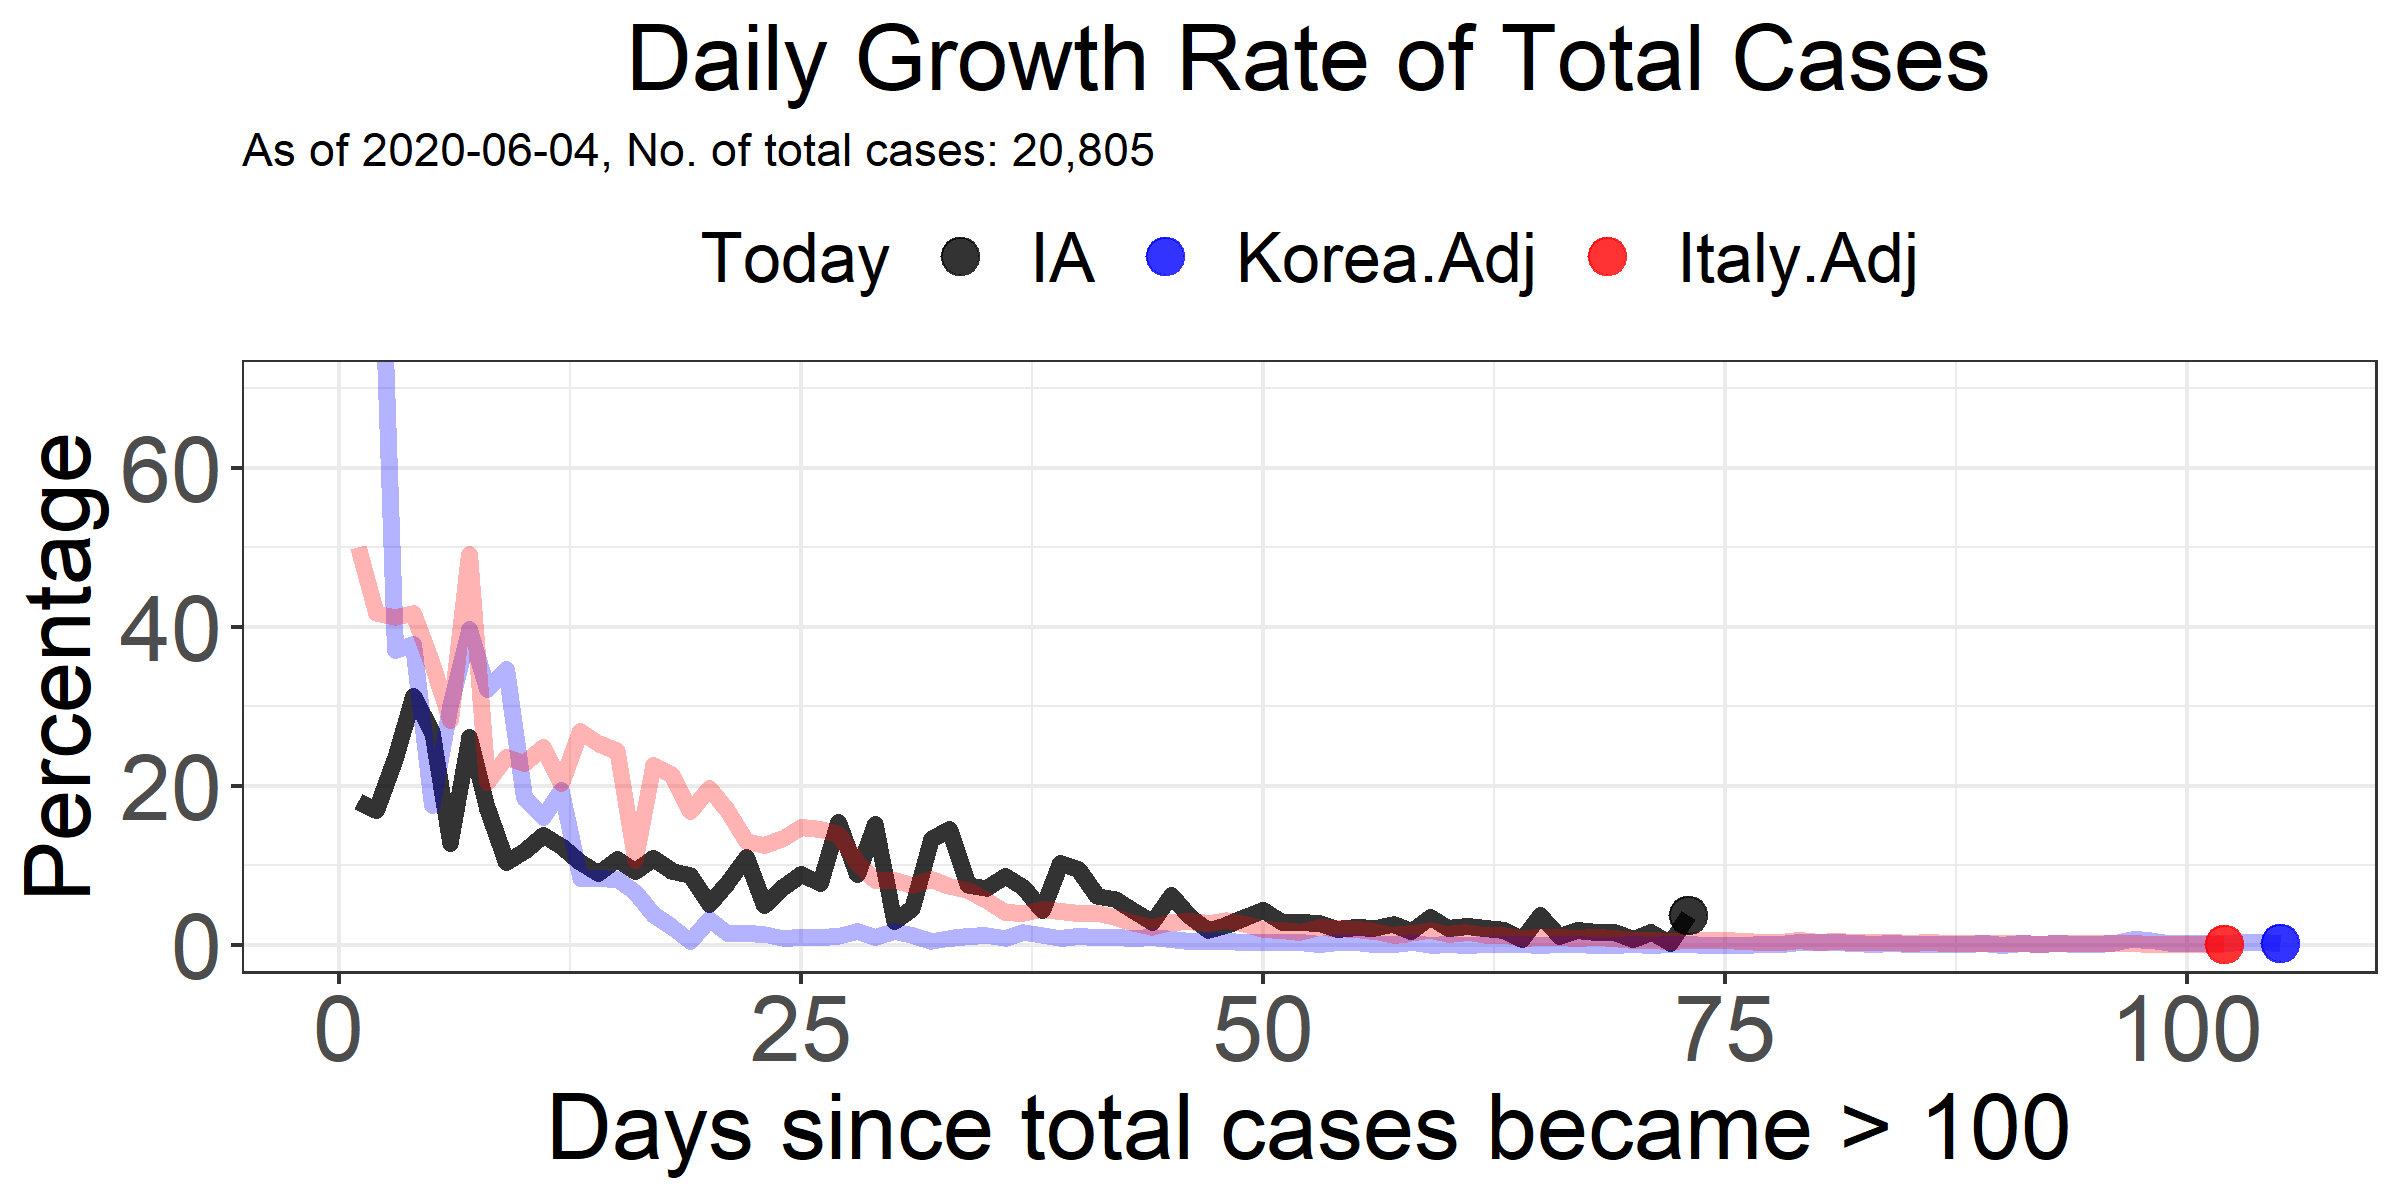 Daily Growth Rate of Total Cases
As of 2020-06-04, No. of total cases: 20,805
Today IA Korea.Adj Italy.Adj
Percentage
60
40
20
0
0 25 50 75 100
Days since total cases became > 100